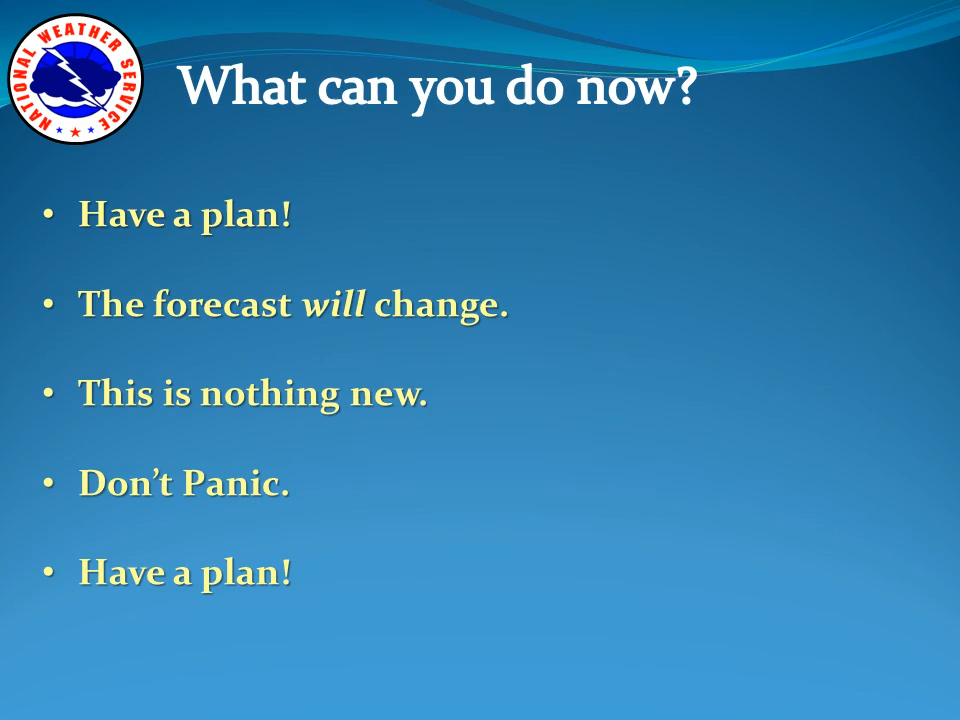 NATIONAL WEATHER SERVICE
What can you do now?
• Have a plan!
• The forecast will change.
• This is nothing new.
• Don’t Panic.
• Have a plan!